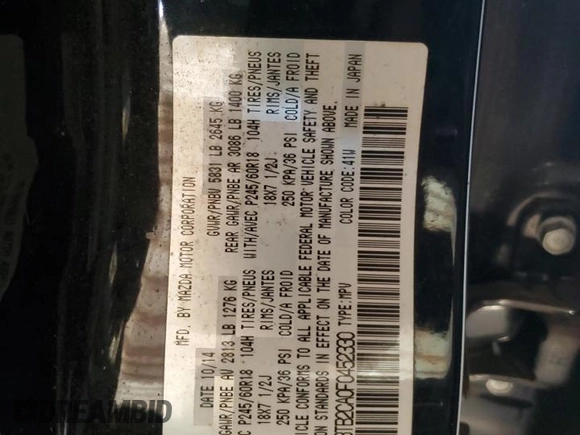 MFD. BY MAZDA MOTOR CORPORATION
DATE 10/14 GVWR/PNBV 5831 LB 2645 KG
GAWR/PNBE AV 2813 LB 1276 KG REAR GAWR/PNBE AR 3086 LB 1400 KG
C P245/60R18 104H TIRES/PNEUS WITH/AVEC P245/60R18 104H TIRES/PNEUS
18X7 1/2J RIMS/JANTES 18X7 1/2J RIMS/JANTES
250 KPA/36 PSI COLD/A FROID 250 KPA/36 PSI COLD/A FROID
VEHICLE CONFORMS TO ALL APPLICABLE FEDERAL MOTOR VEHICLE SAFETY AND THEFT
STANDARDS IN EFFECT ON THE DATE OF MANUFACTURE SHOWN ABOVE.
TB2CA0F0452330 TYPE: MPV COLOR CODE: 41W MADE IN JAPAN